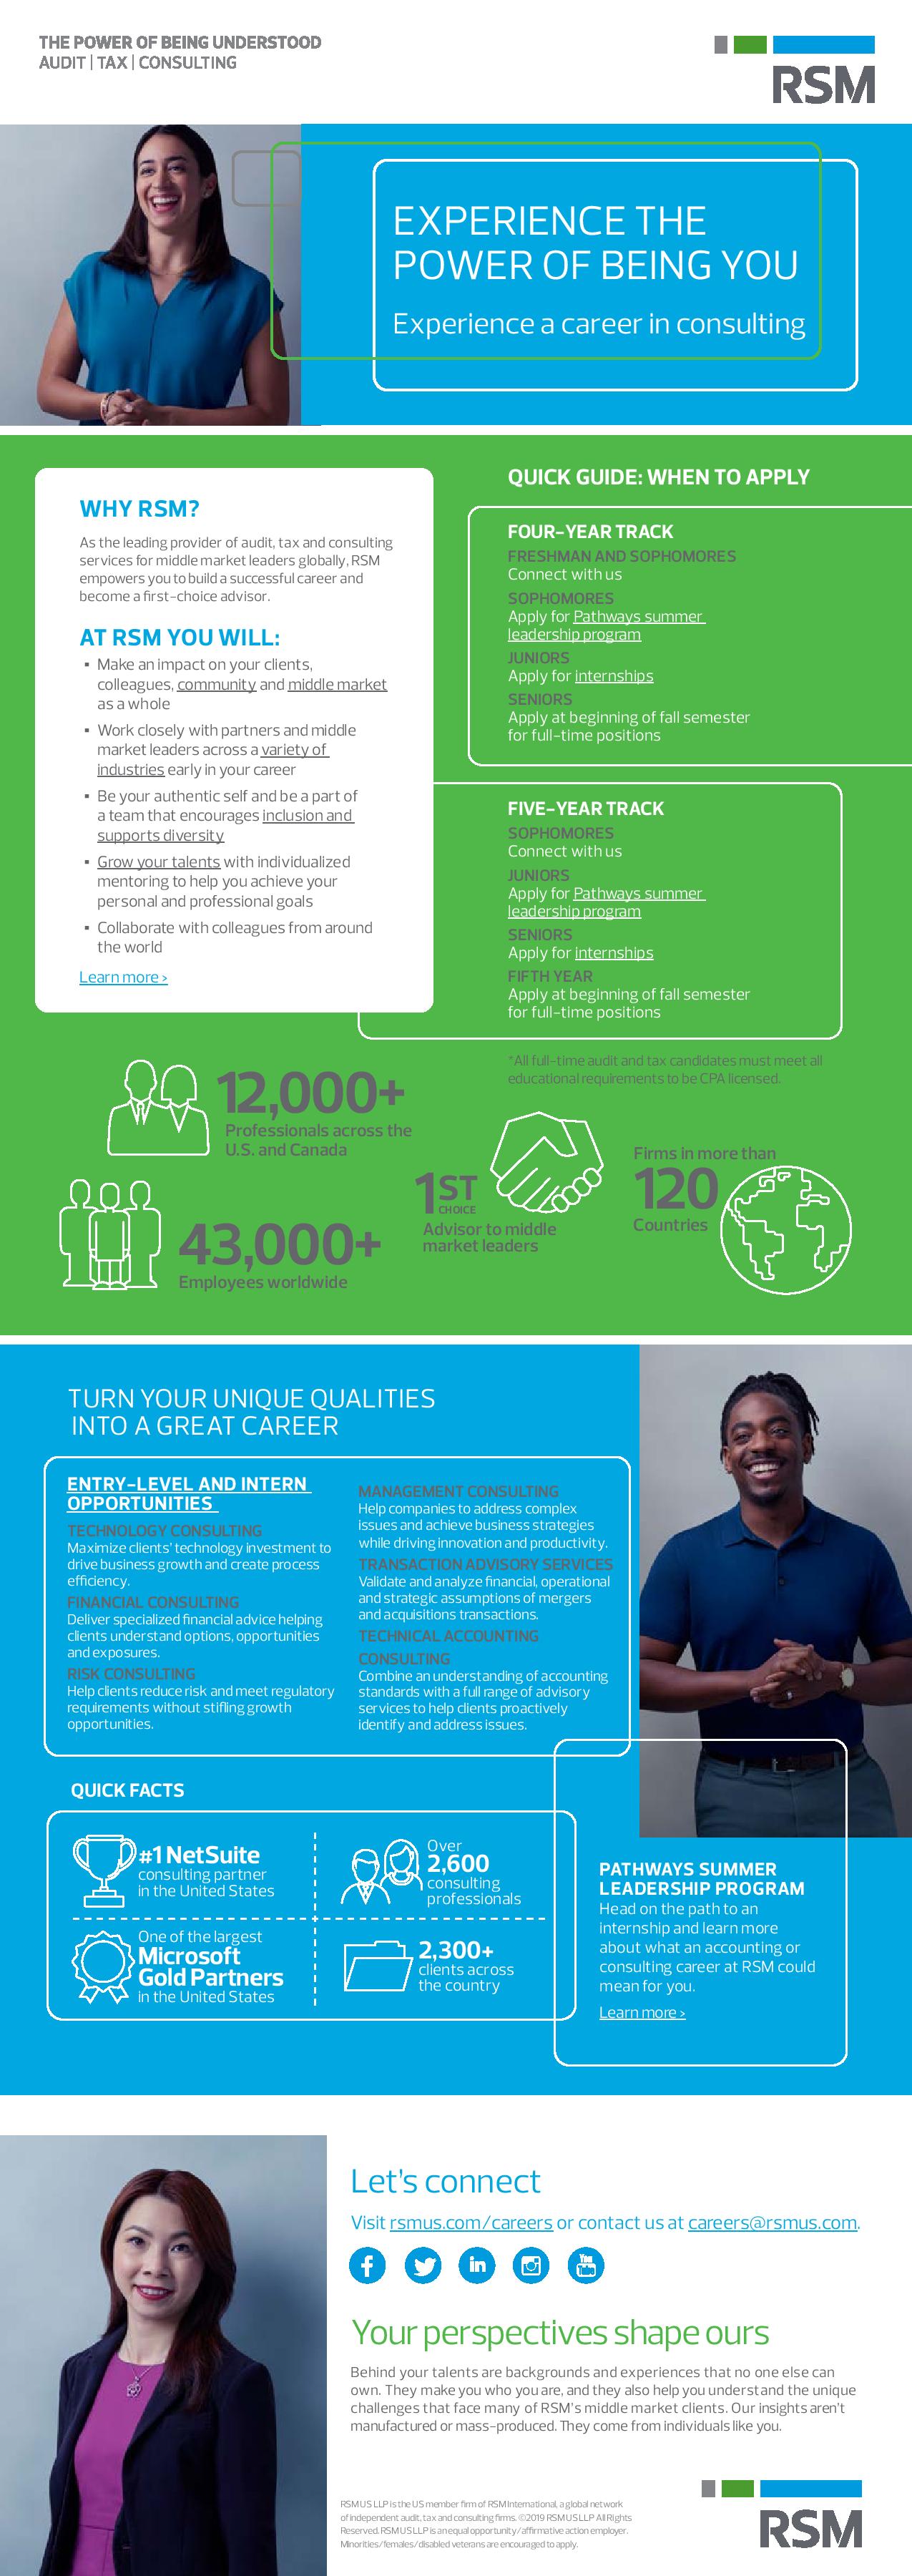 THE POWER OF BEING UNDERSTOOD
AUDIT | TAX | CONSULTING
RSM
EXPERIENCE THE
POWER OF BEING YOU
Experience a career in consulting
WHY RSM?
As the leading provider of audit, tax and consulting
services for middle market leaders globally, RSM
empowers you to build a successful career and
become a first-choice advisor.
AT RSM YOU WILL:
▪ Make an impact on your clients,
colleagues, community and middle market
as a whole
▪ Work closely with partners and middle
market leaders across a variety of
industries early in your career
▪ Be your authentic self and be a part of
a team that encourages inclusion and
supports diversity
▪ Grow your talents with individualized
mentoring to help you achieve your
personal and professional goals
▪ Collaborate with colleagues from around
the world
Learn more >
QUICK GUIDE: WHEN TO APPLY
FOUR-YEAR TRACK
FRESHMAN AND SOPHOMORES
Connect with us
SOPHOMORES
Apply for Pathways summer
leadership program
JUNIORS
Apply for internships
SENIORS
Apply at beginning of fall semester
for full-time positions
FIVE-YEAR TRACK
SOPHOMORES
Connect with us
JUNIORS
Apply for Pathways summer
leadership program
SENIORS
Apply for internships
FIFTH YEAR
Apply at beginning of fall semester
for full-time positions
*All full-time audit and tax candidates must meet all
educational requirements to be CPA licensed.
12,000+
Professionals across the
U.S. and Canada
43,000+
Employees worldwide
1ST
CHOICE
Advisor to middle
market leaders
Firms in more than
120
Countries
TURN YOUR UNIQUE QUALITIES
INTO A GREAT CAREER
ENTRY-LEVEL AND INTERN
OPPORTUNITIES
TECHNOLOGY CONSULTING
Maximize clients' technology investment to
drive business growth and create process
efficiency.
FINANCIAL CONSULTING
Deliver specialized financial advice helping
clients understand options, opportunities
and exposures.
RISK CONSULTING
Help clients reduce risk and meet regulatory
requirements without stifling growth
opportunities.
MANAGEMENT CONSULTING
Help companies to address complex
issues and achieve business strategies
while driving innovation and productivity.
TRANSACTION ADVISORY SERVICES
Validate and analyze financial, operational
and strategic assumptions of mergers
and acquisitions transactions.
TECHNICAL ACCOUNTING
CONSULTING
Combine an understanding of accounting
standards with a full range of advisory
services to help clients proactively
identify and address issues.
QUICK FACTS
#1 NetSuite
consulting partner
in the United States
Over
2,600
consulting
professionals
One of the largest
Microsoft
Gold Partners
in the United States
2,300+
clients across
the country
PATHWAYS SUMMER
LEADERSHIP PROGRAM
Head on the path to an
internship and learn more
about what an accounting or
consulting career at RSM could
mean for you.
Learn more >
Let's connect
Visit rsmus.com/careers or contact us at careers@rsmus.com.
f
in
You
Tube
Your perspectives shape ours
Behind your talents are backgrounds and experiences that no one else can
own. They make you who you are, and they also help you understand the unique
challenges that face many of RSM's middle market clients. Our insights aren't
manufactured or mass-produced. They come from individuals like you.
RSM US LLP is the US member firm of RSM International, a global network
of independent audit, tax and consulting firms. ©2019 RSM US LLP All Rights
Reserved. RSM US LLP is an equal opportunity/affirmative action employer.
Minorities/females/disabled veterans are encouraged to apply.
RSM